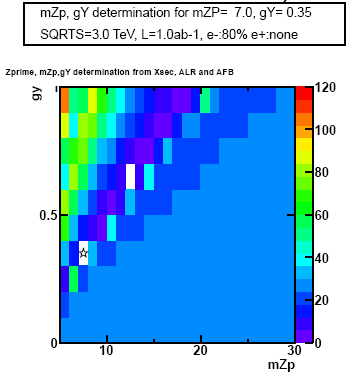 mZp, gY determination for mZP= 7.0, gY= 0.35
SQRTS=3.0 TeV, L=1.0ab-1, e-:80% e+:none
Zprime, mZp,gY determination from Xsec, ALR and AFB
gy
1
0.5
0
10
20
30
mZp
120
100
80
60
40
20
0